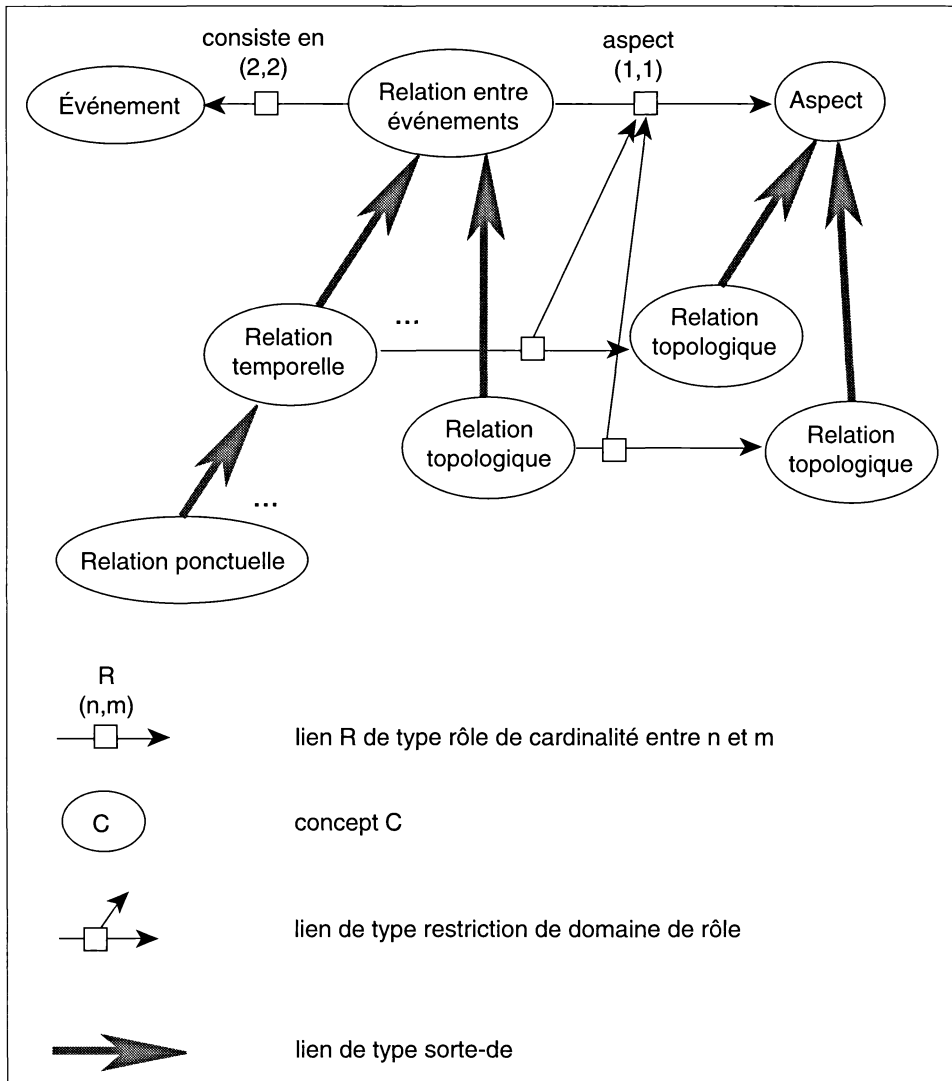 consiste en
(2,2)
aspect
(1,1)
Événement
Relation entre
événements
Aspect
...
Relation
temporelle
Relation
topologique
Relation
topologique
Relation
topologique
...
Relation ponctuelle
R
(n,m)
lien R de type rôle de cardinalité entre n et m
C
concept C
lien de type restriction de domaine de rôle
lien de type sorte-de